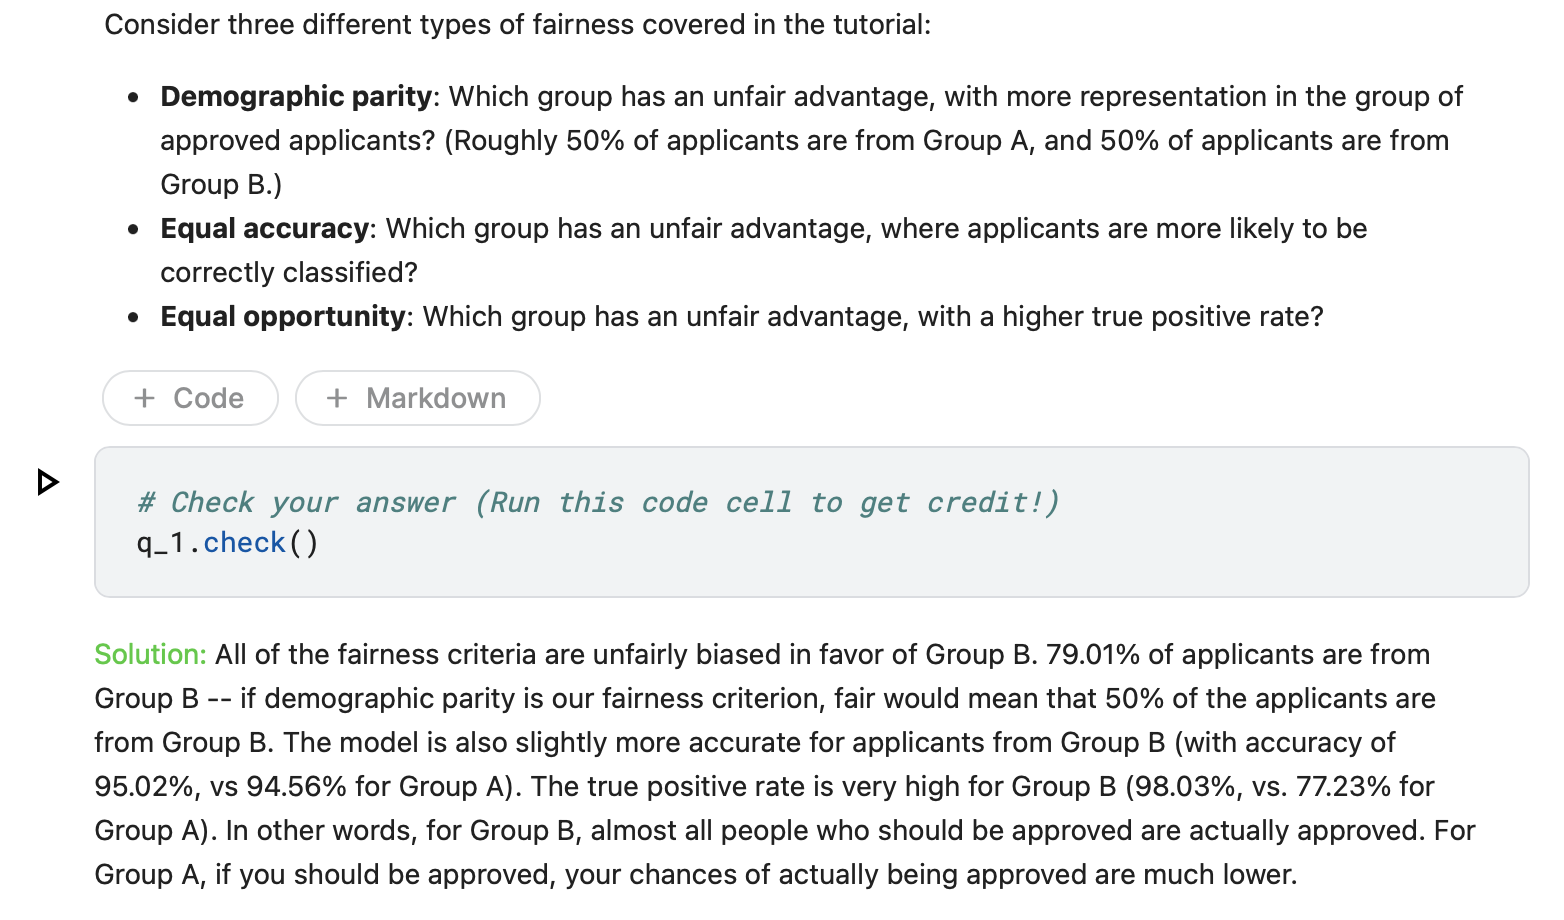 Consider three different types of fairness covered in the tutorial:
• Demographic parity: Which group has an unfair advantage, with more representation in the group of
approved applicants? (Roughly 50% of applicants are from Group A, and 50% of applicants are from
Group B.)
• Equal accuracy: Which group has an unfair advantage, where applicants are more likely to be
correctly classified?
• Equal opportunity: Which group has an unfair advantage, with a higher true positive rate?
+ Code + Markdown
# Check your answer (Run this code cell to get credit!)
q_1.check()
Solution: All of the fairness criteria are unfairly biased in favor of Group B. 79.01% of applicants are from
Group B -- if demographic parity is our fairness criterion, fair would mean that 50% of the applicants are
from Group B. The model is also slightly more accurate for applicants from Group B (with accuracy of
95.02%, vs 94.56% for Group A). The true positive rate is very high for Group B (98.03%, vs. 77.23% for
Group A). In other words, for Group B, almost all people who should be approved are actually approved. For
Group A, if you should be approved, your chances of actually being approved are much lower.